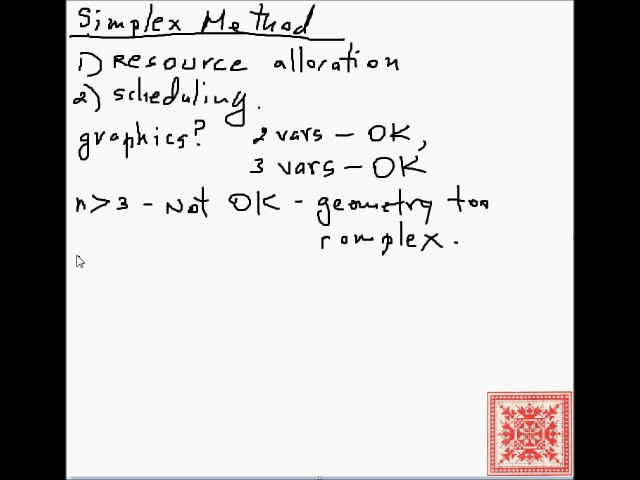 Simplex Method
1) Resource allocation
2) scheduling.
graphics? 2 vars - OK,
3 vars - OK
n > 3 - Not OK - geometry too
complex.